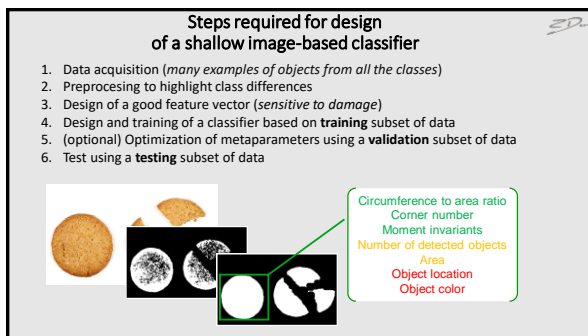 Steps required for design
of a shallow image-based classifier
1. Data acquisition (many examples of objects from all the classes)
2. Preprocesing to highlight class differences
3. Design of a good feature vector (sensitive to damage)
4. Design and training of a classifier based on training subset of data
5. (optional) Optimization of metaparameters using a validation subset of data
6. Test using a testing subset of data
Circumference to area ratio
Corner number
Moment invariants
Number of detected objects
Area
Object location
Object color